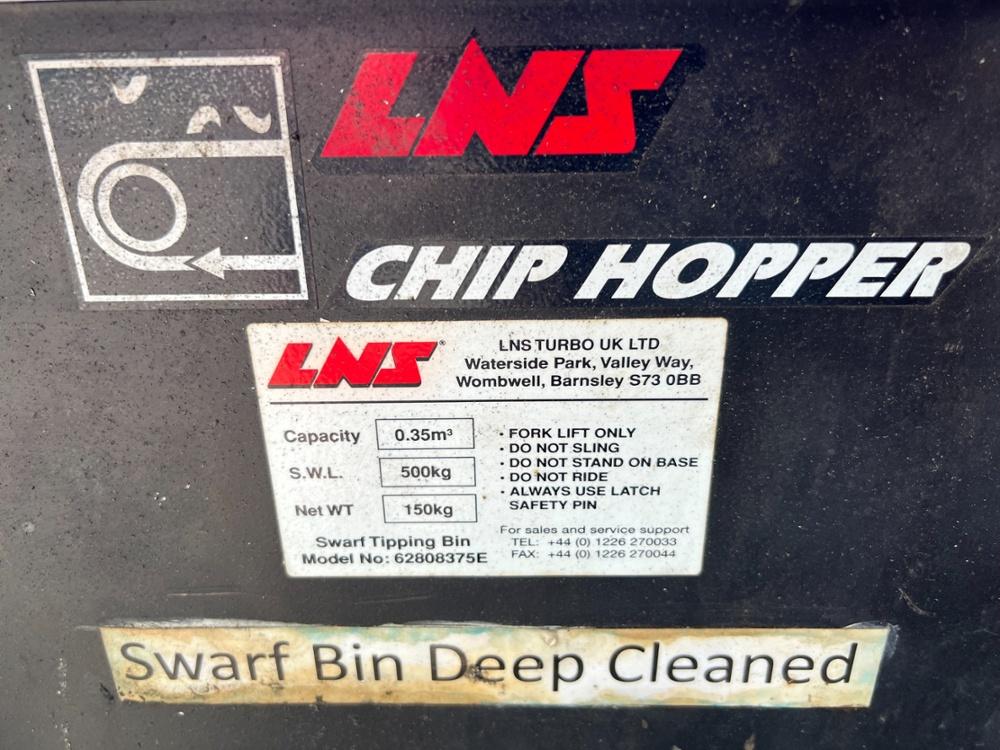 LNS
CHIP HOPPER
LNS®
LNS TURBO UK LTD
Waterside Park, Valley Way,
Wombwell, Barnsley S73 0BB
Capacity 0.35m³
S.W.L. 500kg
Net WT 150kg
Swarf Tipping Bin
Model No: 62808375E
· FORK LIFT ONLY
· DO NOT SLING
· DO NOT STAND ON BASE
· DO NOT RIDE
· ALWAYS USE LATCH
SAFETY PIN
For sales and service support
TEL: +44 (0) 1226 270033
FAX: +44 (0) 1226 270044
Swarf Bin Deep Cleaned